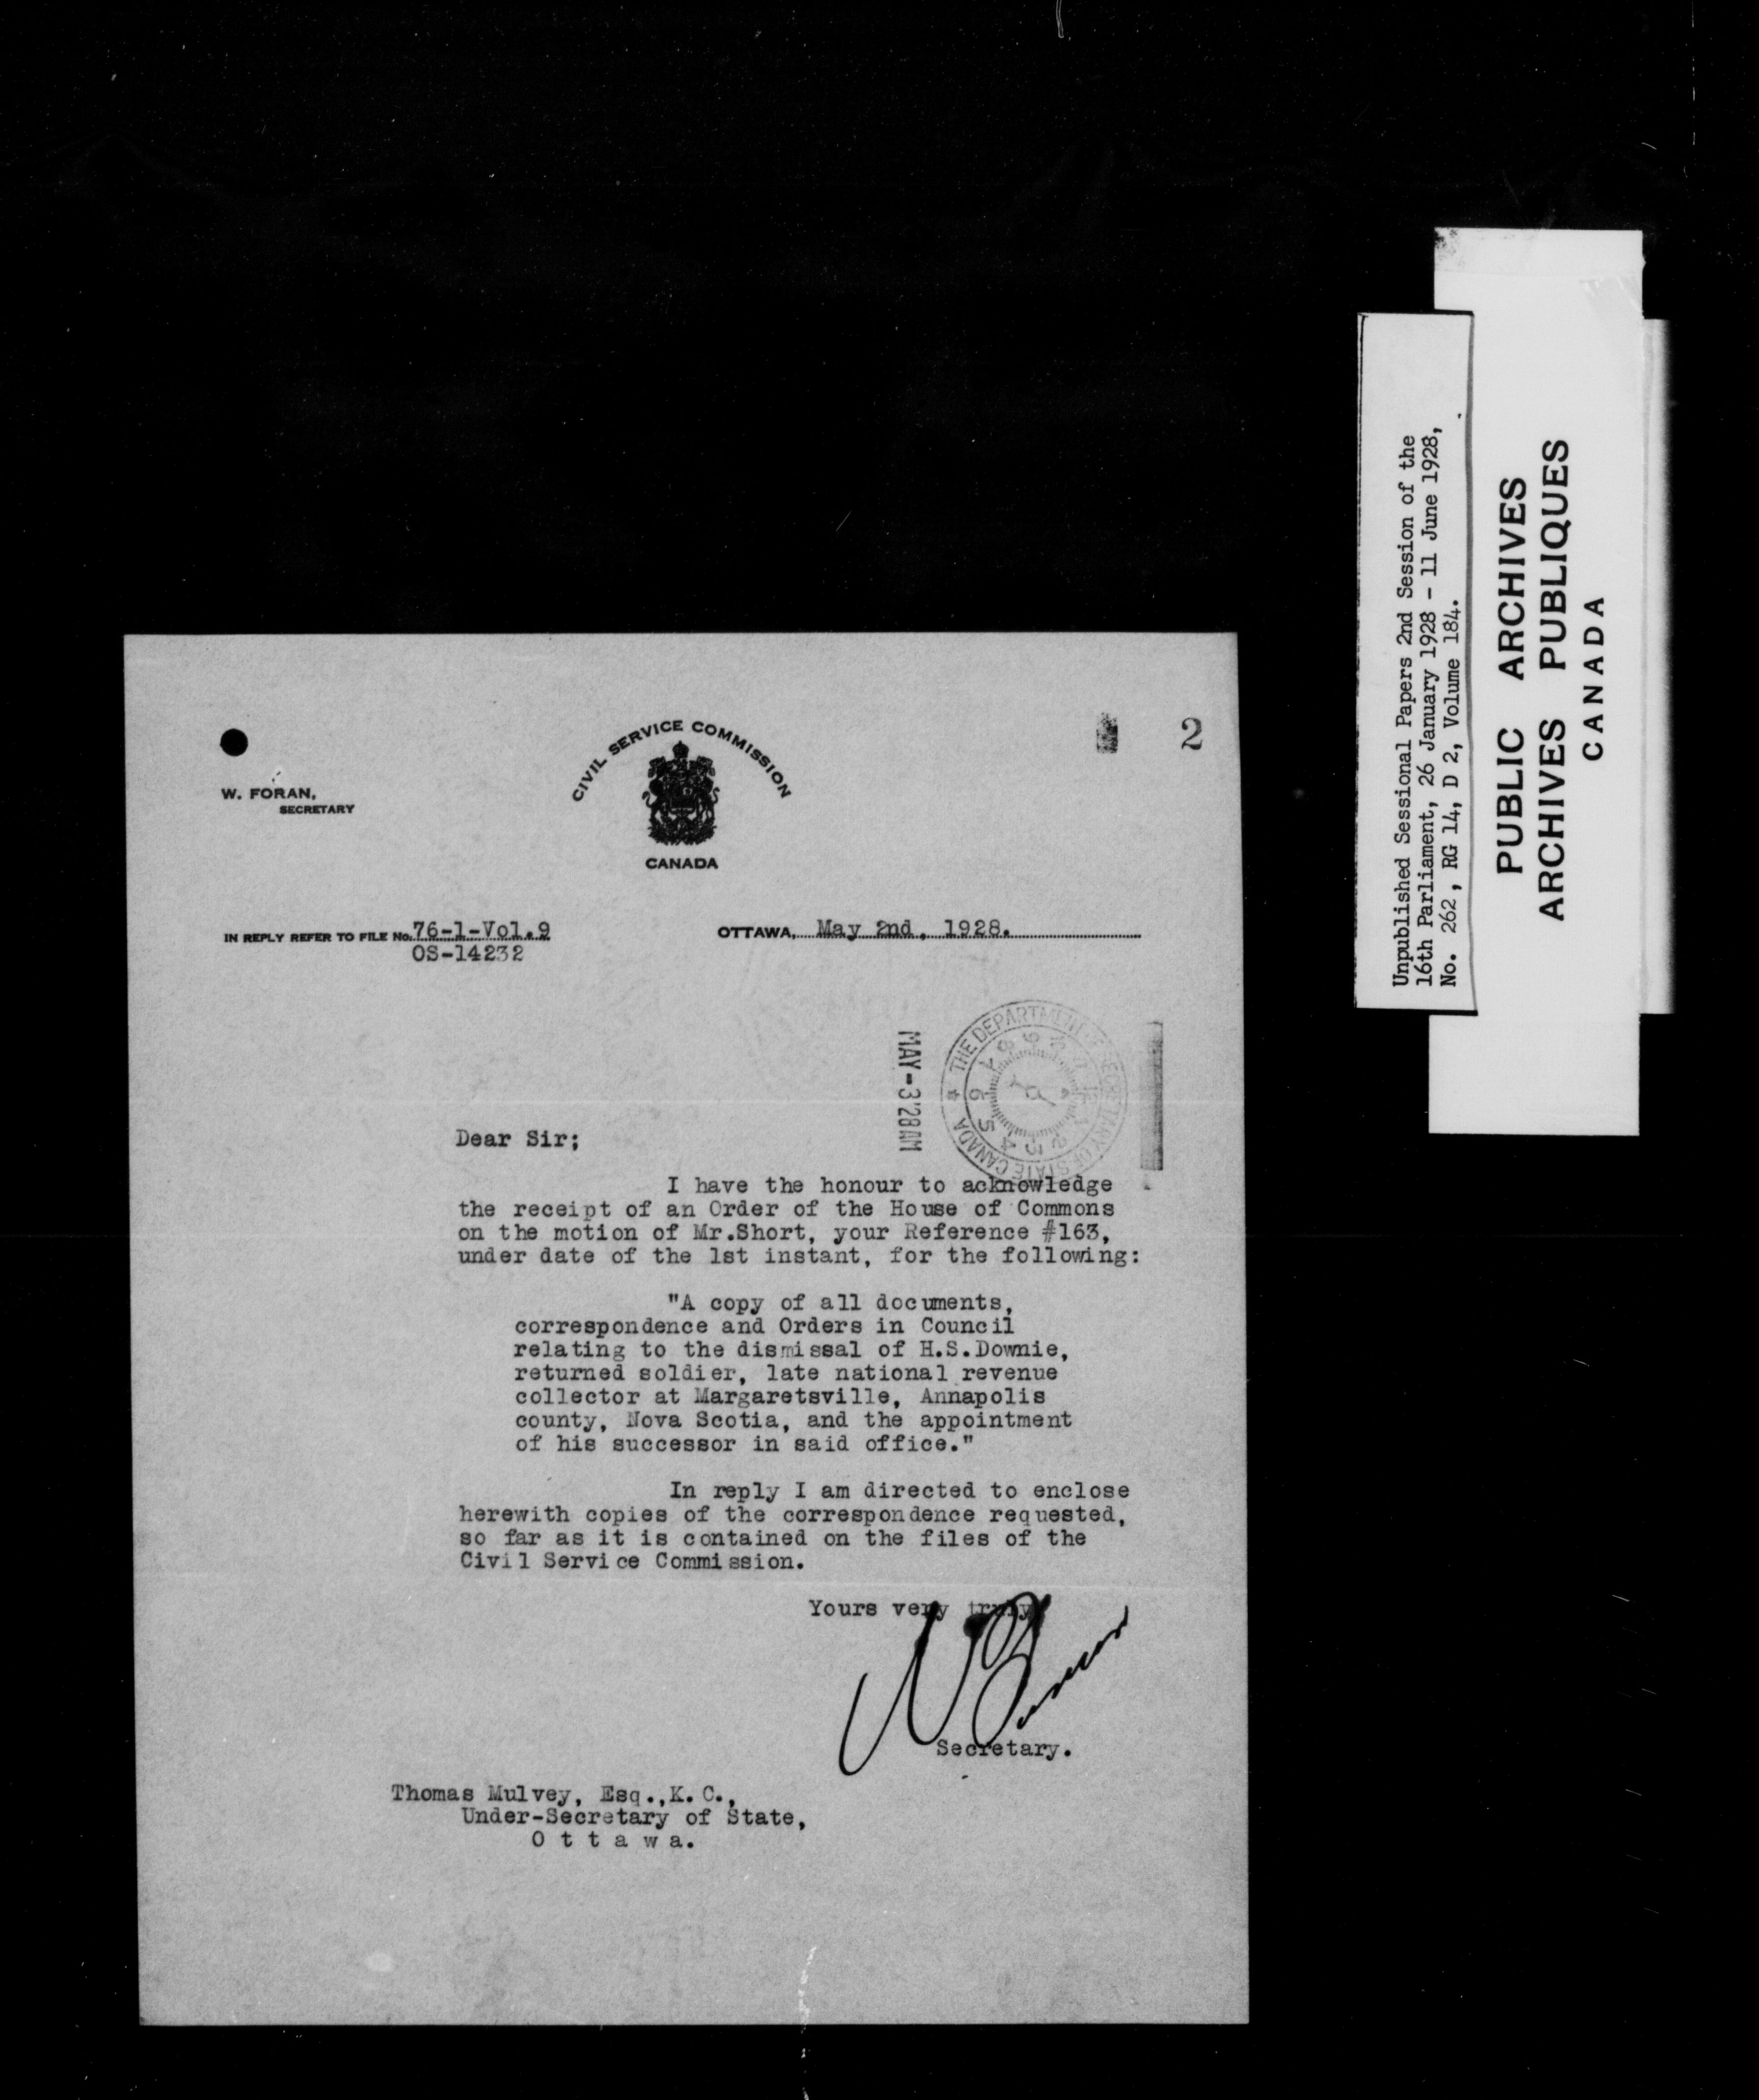 2
W. FORAN,
SECRETARY
CIVIL SERVICE COMMISSION
CANADA
IN REPLY REFER TO FILE No. 76-1-Vol.9
OS-14232
OTTAWA, May 2nd, 1928.
MAY-3'28AM
THE DEPARTMENT OF SECRETARY OF STATE CANADA
Dear Sir;
I have the honour to acknowledge
the receipt of an Order of the House of Commons
on the motion of Mr.Short, your Reference #163,
under date of the 1st instant, for the following:
"A copy of all documents,
correspondence and Orders in Council
relating to the dismissal of H.S.Downie,
returned soldier, late national revenue
collector at Margaretsville, Annapolis
county, Nova Scotia, and the appointment
of his successor in said office."
In reply I am directed to enclose
herewith copies of the correspondence requested,
so far as it is contained on the files of the
Civil Service Commission.
Yours very truly
W Foran
Secretary.
Thomas Mulvey, Esq.,K.C.,
Under-Secretary of State,
O t t a w a.
Unpublished Sessional Papers 2nd Session of the
16th Parliament, 26 January 1928 - 11 June 1928,
No. 262, RG 14, D 2, Volume 184.
PUBLIC ARCHIVES
ARCHIVES PUBLIQUES
CANADA